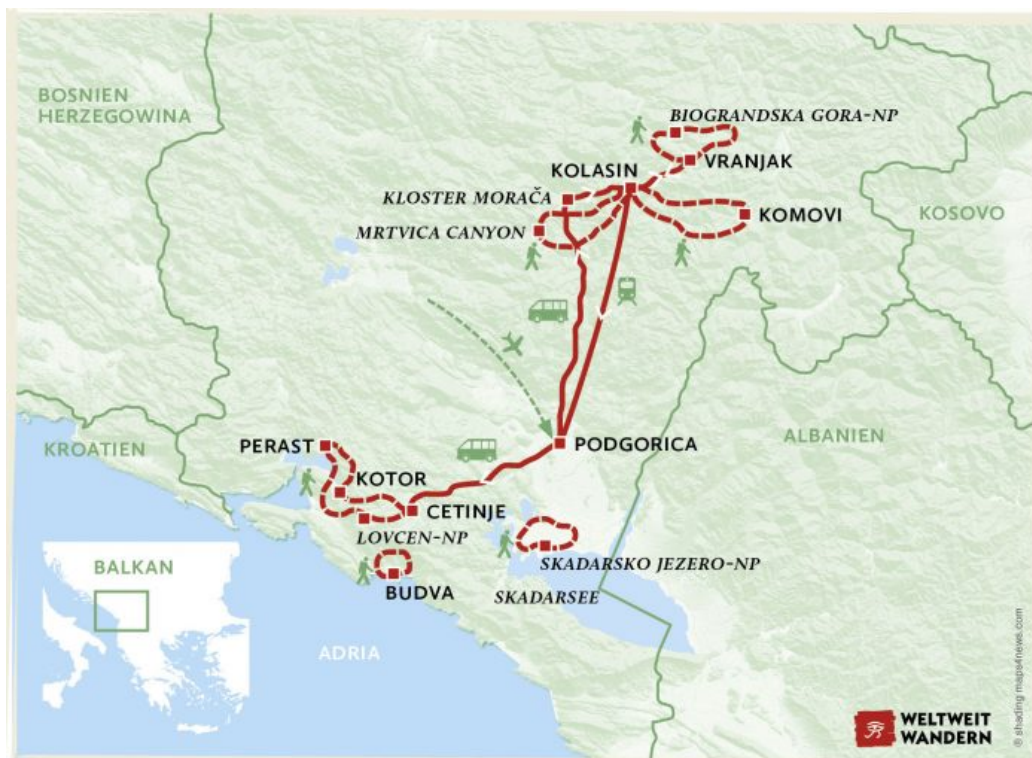 BOSNIEN
HERZEGOWINA
BIOGRANDSKA GORA-NP
VRANJAK
KOLASIN
KLOSTER MORAČA
KOMOVI
KOSOVO
MRTVICA CANYON
KROATIEN
PERAST
PODGORICA
ALBANIEN
KOTOR
CETINJE
LOVCEN-NP
SKADARSKO JEZERO-NP
BALKAN
BUDVA
SKADARSEE
ADRIA
WELTWEIT
WANDERN
© shading maps4news.com